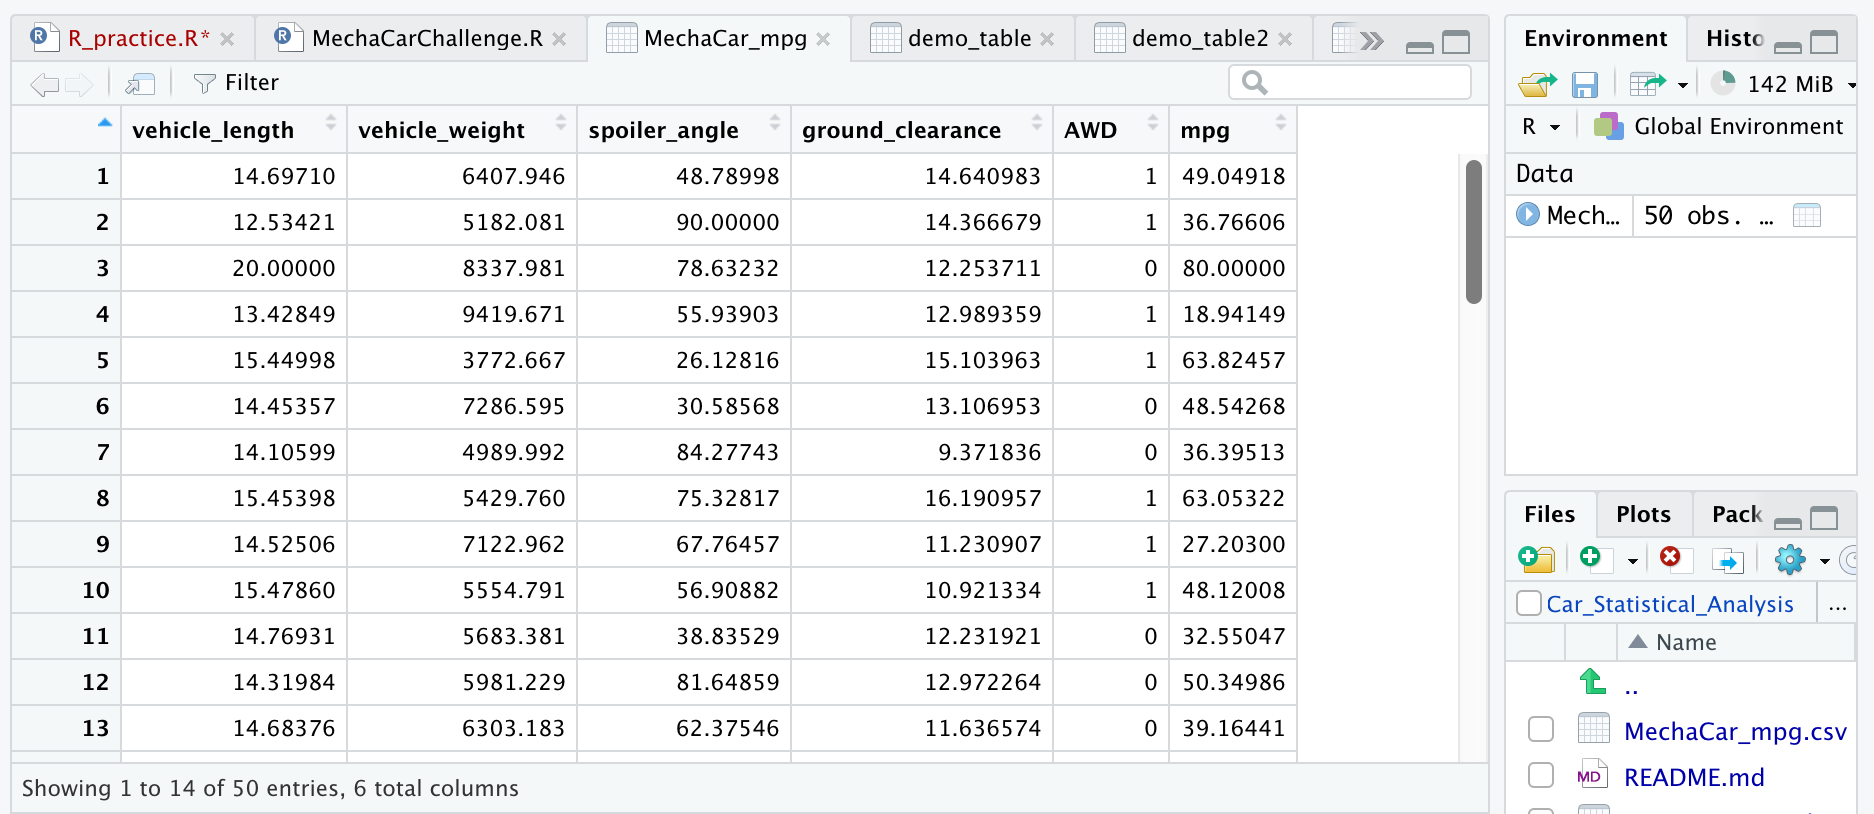 R_practice.R* MechaCarChallenge.R MechaCar_mpg demo_table demo_table2
Filter
vehicle_length vehicle_weight spoiler_angle ground_clearance AWD mpg
1 14.69710 6407.946 48.78998 14.640983 1 49.04918
2 12.53421 5182.081 90.00000 14.366679 1 36.76606
3 20.00000 8337.981 78.63232 12.253711 0 80.00000
4 13.42849 9419.671 55.93903 12.989359 1 18.94149
5 15.44998 3772.667 26.12816 15.103963 1 63.82457
6 14.45357 7286.595 30.58568 13.106953 0 48.54268
7 14.10599 4989.992 84.27743 9.371836 0 36.39513
8 15.45398 5429.760 75.32817 16.190957 1 63.05322
9 14.52506 7122.962 67.76457 11.230907 1 27.20300
10 15.47860 5554.791 56.90882 10.921334 1 48.12008
11 14.76931 5683.381 38.83529 12.231921 0 32.55047
12 14.31984 5981.229 81.64859 12.972264 0 50.34986
13 14.68376 6303.183 62.37546 11.636574 0 39.16441
Showing 1 to 14 of 50 entries, 6 total columns
Environment Histo
142 MiB
R Global Environment
Data
Mech… 50 obs. …
Files Plots Pack
Car_Statistical_Analysis ...
Name
..
MechaCar_mpg.csv
MD README.md